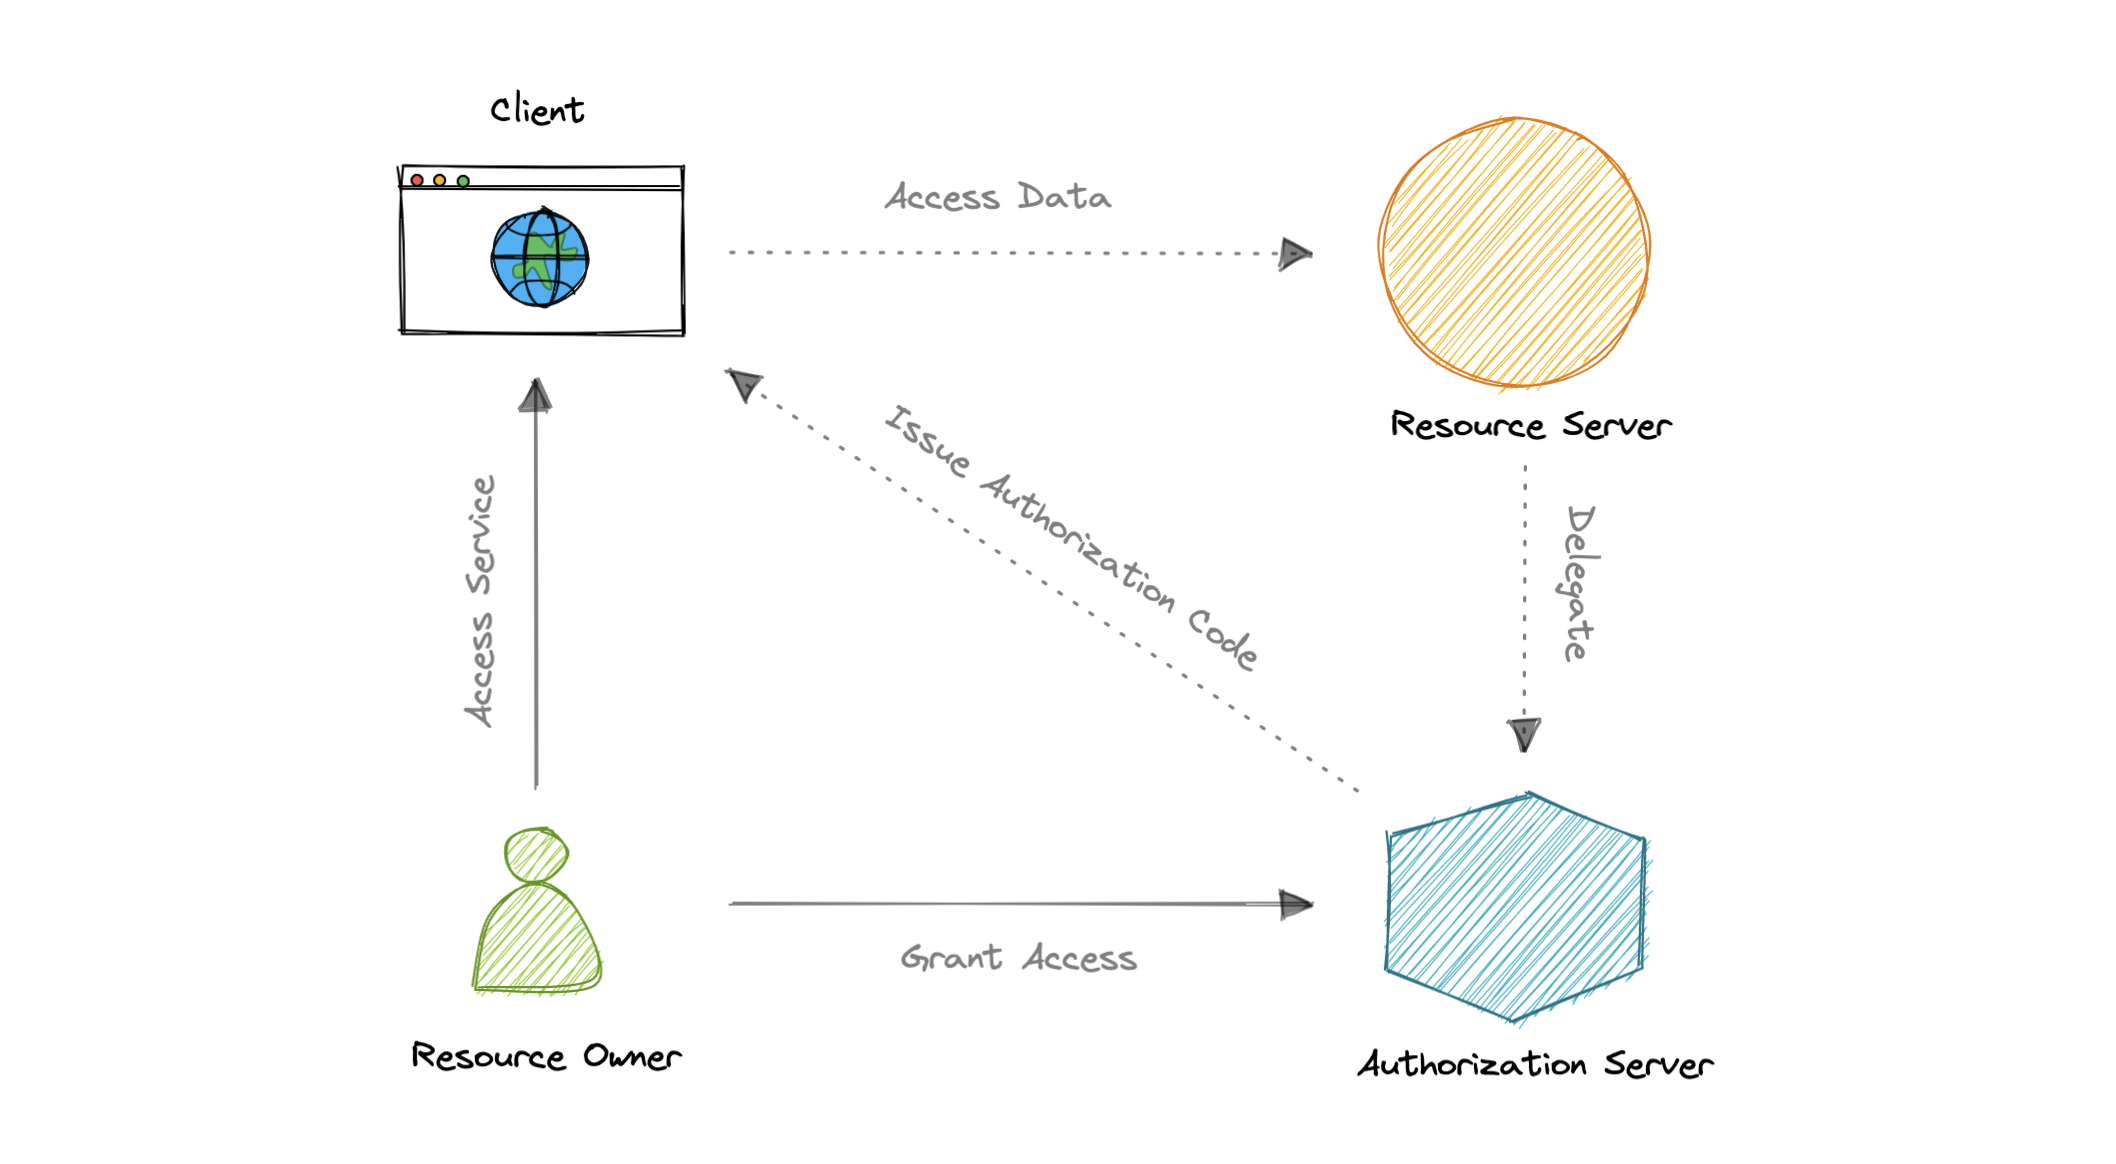 Client
Access Data
Resource Server
Issue Authorization Code
Access Service
Delegate
Grant Access
Resource Owner
Authorization Server